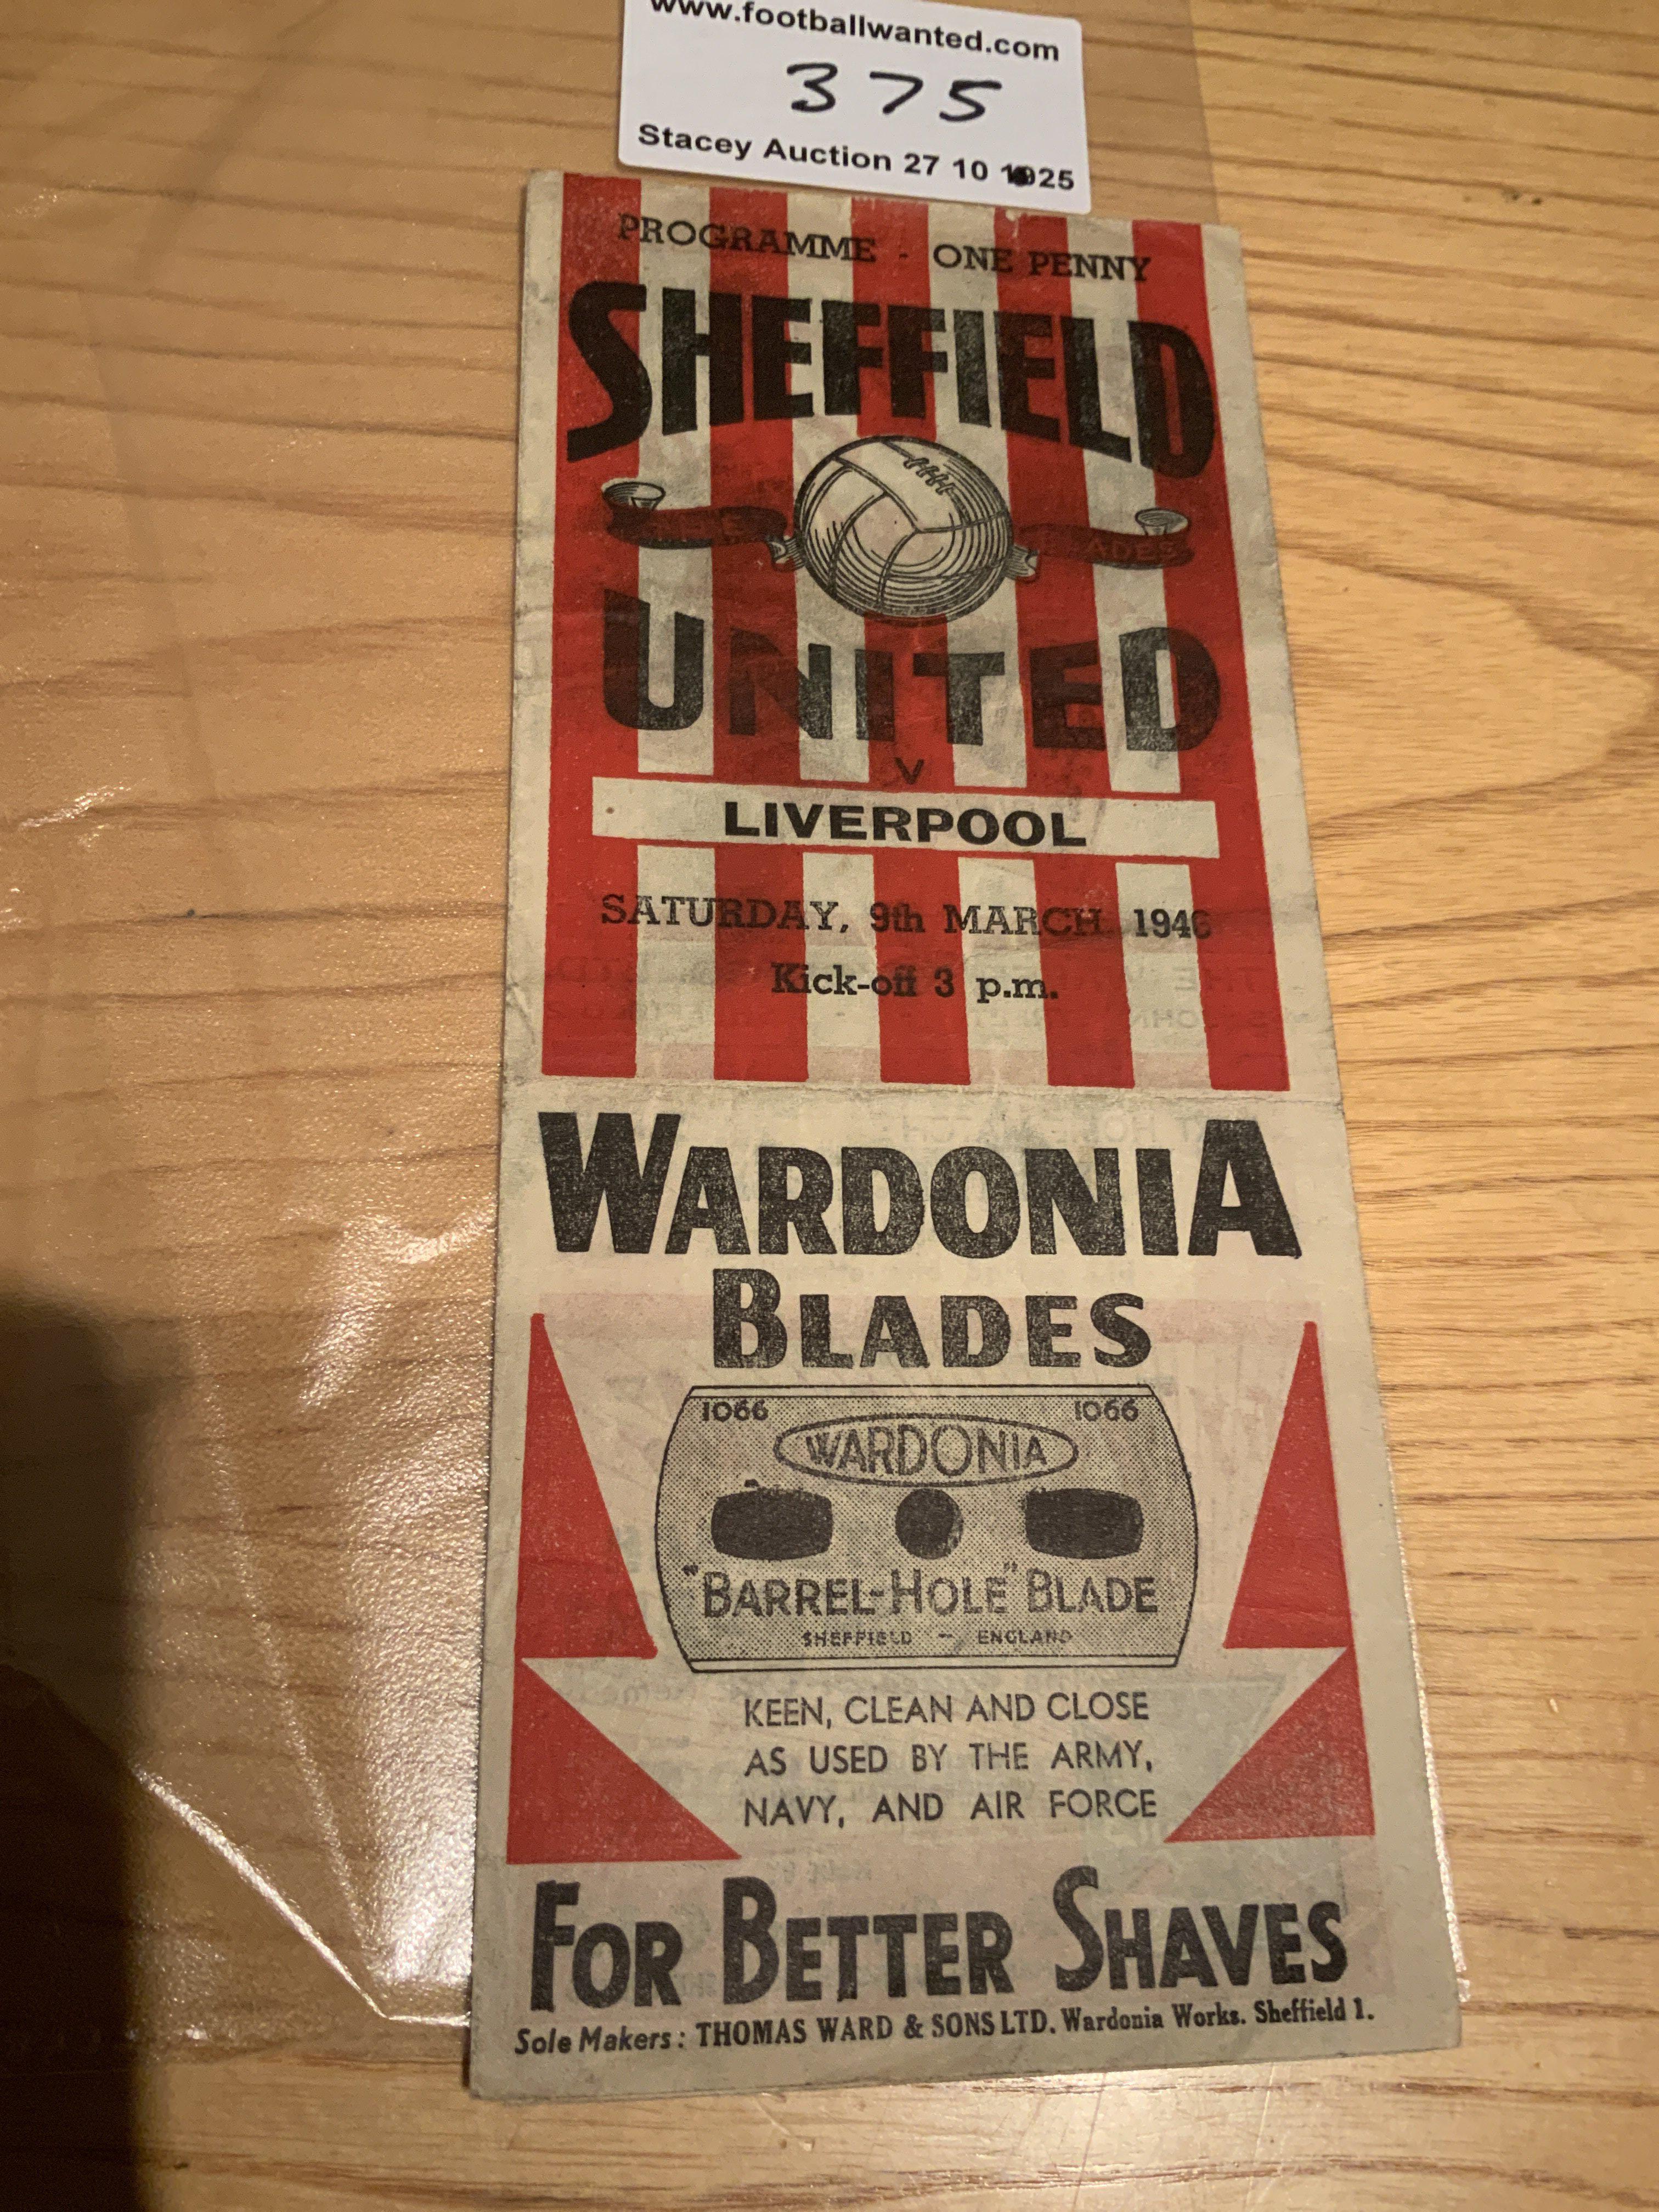 www.footballwanted.com
375
Stacey Auction 27 10 1925
PROGRAMME - ONE PENNY
SHEFFIELD
THE BLADES
UNITED
V
LIVERPOOL
SATURDAY, 9th MARCH 1946
Kick-off 3 p.m.
WARDONIA
BLADES
1066 1066
WARDONIA
"BARREL-HOLE" BLADE
SHEFFIELD - ENGLAND
KEEN, CLEAN AND CLOSE
AS USED BY THE ARMY,
NAVY, AND AIR FORCE
FOR BETTER SHAVES
Sole Makers: THOMAS WARD & SONS LTD. Wardonia Works. Sheffield 1.